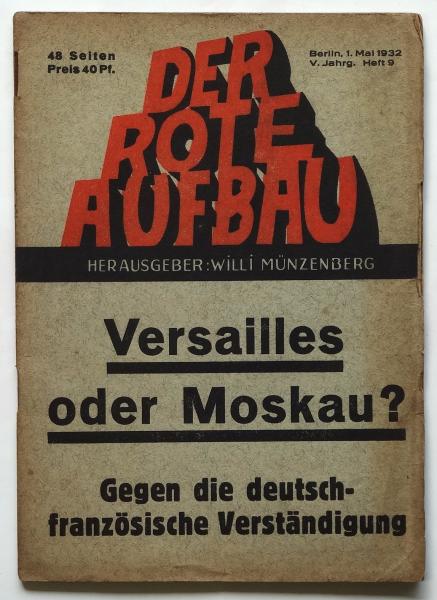 48 Seiten
Preis 40 Pf.
Berlin, 1. Mai 1932
V. Jahrg. Heft 9
DER
ROTE
AUFBAU
HERAUSGEBER: WILLI MÜNZENBERG
Versailles
oder Moskau?
Gegen die deutsch-
französische Verständigung